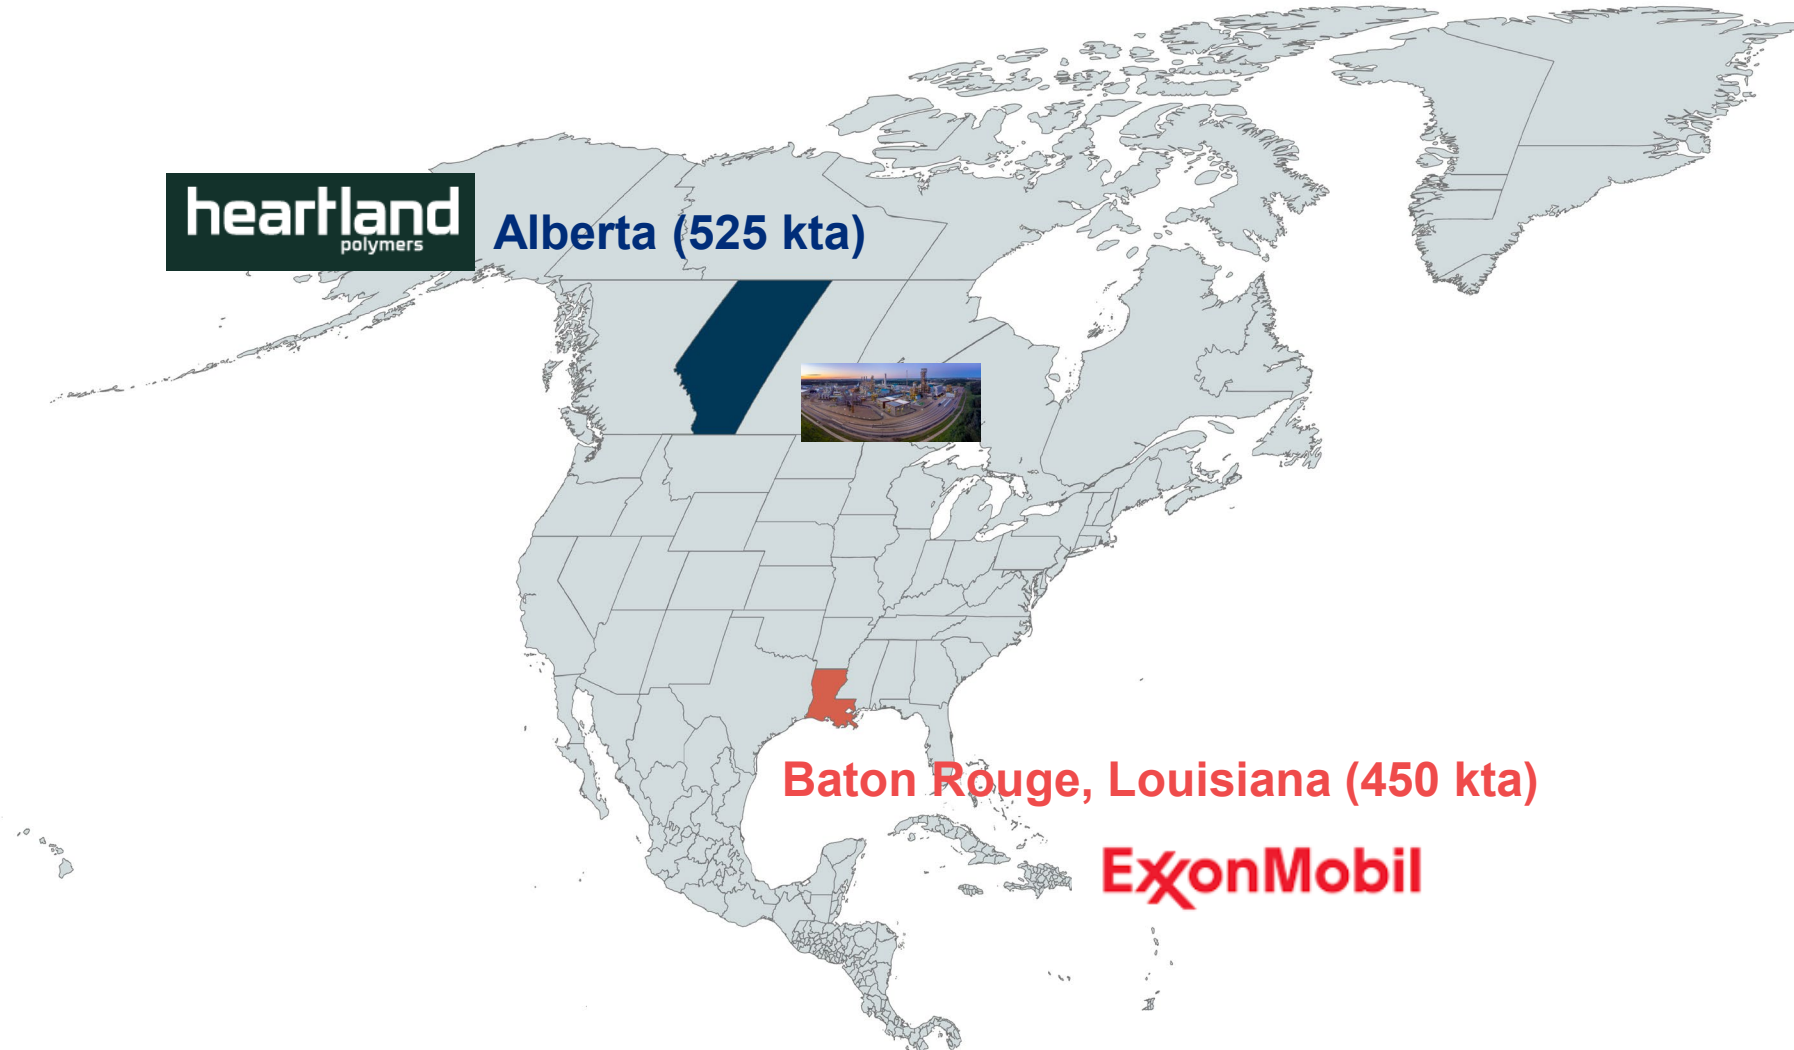 heartland
polymers
Alberta (525 kta)
Baton Rouge, Louisiana (450 kta)
ExxonMobil